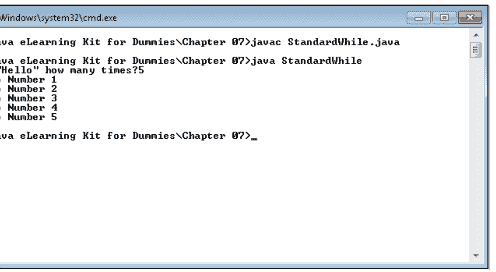 Windows\system32\cmd.exe
ava eLearning Kit for Dummies\Chapter 07>javac StandardWhile.java
ava eLearning Kit for Dummies\Chapter 07>java StandardWhile
"Hello" how many times?5
Number 1
Number 2
Number 3
Number 4
Number 5
ava eLearning Kit for Dummies\Chapter 07>_